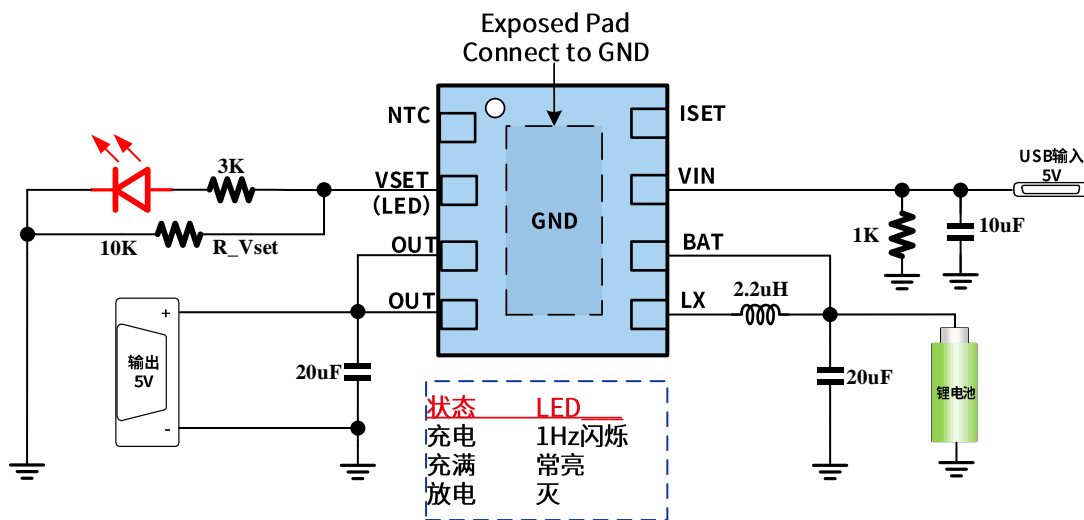 Exposed Pad
Connect to GND
NTC
ISET
3K
VSET
(LED)
VIN
USB输入
5V
10K
R_Vset
GND
1K
10uF
OUT
BAT
OUT
LX
2.2uH
+
输出
5V
-
20uF
20uF
锂电池
状态 LED
充电 1Hz闪烁
充满 常亮
放电 灭